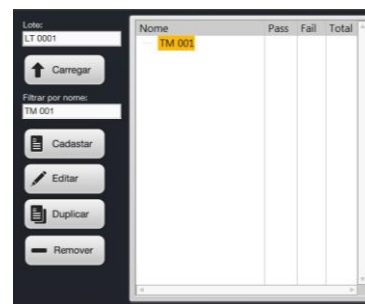 Lote:
LT 0001
Carregar
Filtrar por nome:
TM 001
Cadastar
Editar
Duplicar
Remover
Nome Pass Fail Total
TM 001